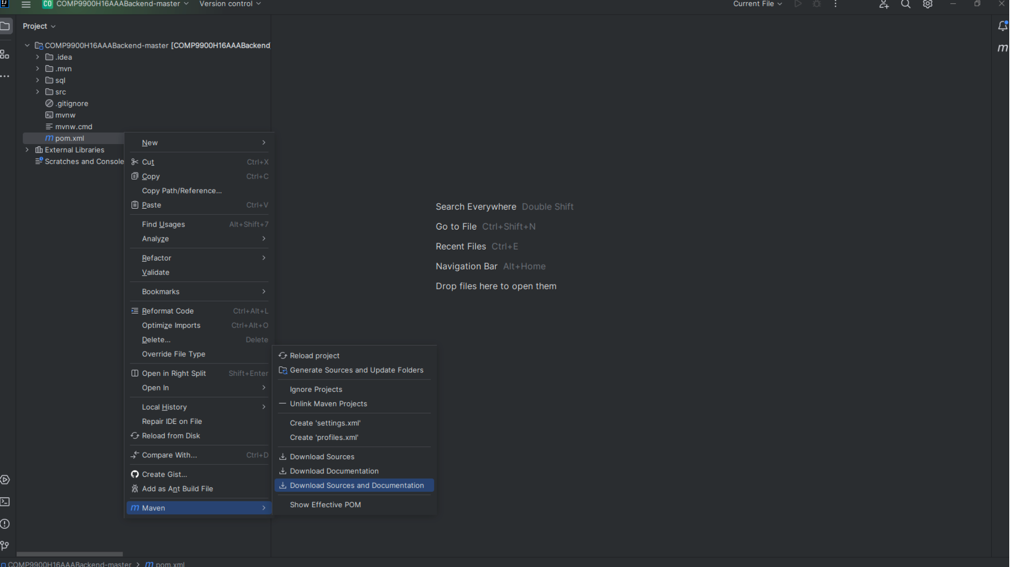 CO COMP9900H16AAABackend-master Version control Current File
Project
COMP9900H16AAABackend-master [COMP9900H16AAABackend
.idea
.mvn
sql
src
.gitignore
mvnw
mvnw.cmd
pom.xml
External Libraries
Scratches and Console
New
Cut Ctrl+X
Copy Ctrl+C
Copy Path/Reference...
Paste Ctrl+V
Find Usages Alt+Shift+7
Analyze
Refactor
Validate
Bookmarks
Reformat Code Ctrl+Alt+L
Optimize Imports Ctrl+Alt+O
Delete... Delete
Override File Type
Open in Right Split Shift+Enter
Open In
Local History
Repair IDE on File
Reload from Disk
Compare With... Ctrl+D
Create Gist...
Add as Ant Build File
Maven
Reload project
Generate Sources and Update Folders
Ignore Projects
Unlink Maven Projects
Create 'settings.xml'
Create 'profiles.xml'
Download Sources
Download Documentation
Download Sources and Documentation
Show Effective POM
Search Everywhere Double Shift
Go to File Ctrl+Shift+N
Recent Files Ctrl+E
Navigation Bar Alt+Home
Drop files here to open them
COMP9900H16AAABackend-master > pom.xml